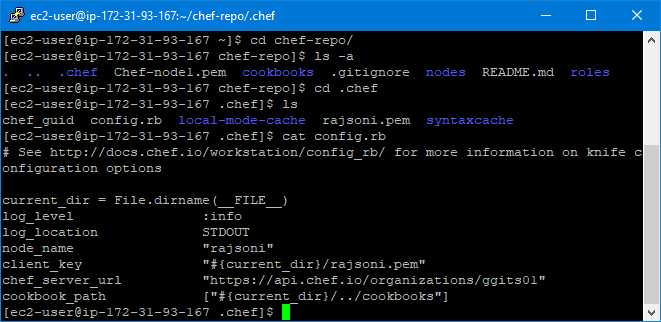 ec2-user@ip-172-31-93-167:~/chef-repo/.chef
[ec2-user@ip-172-31-93-167 ~]$ cd chef-repo/
[ec2-user@ip-172-31-93-167 chef-repo]$ ls -a
.  ..  .chef  Chef-node1.pem  cookbooks  .gitignore  nodes  README.md  roles
[ec2-user@ip-172-31-93-167 chef-repo]$ cd .chef
[ec2-user@ip-172-31-93-167 .chef]$ ls
chef_guid  config.rb  local-mode-cache  rajsoni.pem  syntaxcache
[ec2-user@ip-172-31-93-167 .chef]$ cat config.rb
# See http://docs.chef.io/workstation/config_rb/ for more information on knife c
onfiguration options

current_dir = File.dirname(__FILE__)
log_level                :info
log_location             STDOUT
node_name                "rajsoni"
client_key               "#{current_dir}/rajsoni.pem"
chef_server_url          "https://api.chef.io/organizations/ggits01"
cookbook_path            ["#{current_dir}/../cookbooks"]
[ec2-user@ip-172-31-93-167 .chef]$